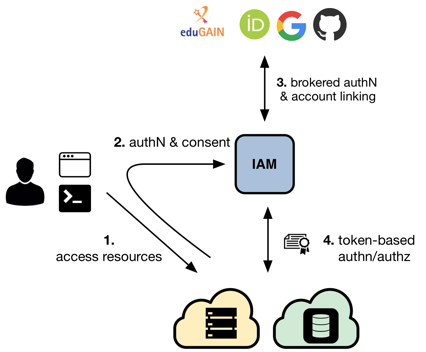 eduGAIN iD G
3. brokered authN
& account linking
2. authN & consent
IAM
1.
access resources
4. token-based
authn/authz